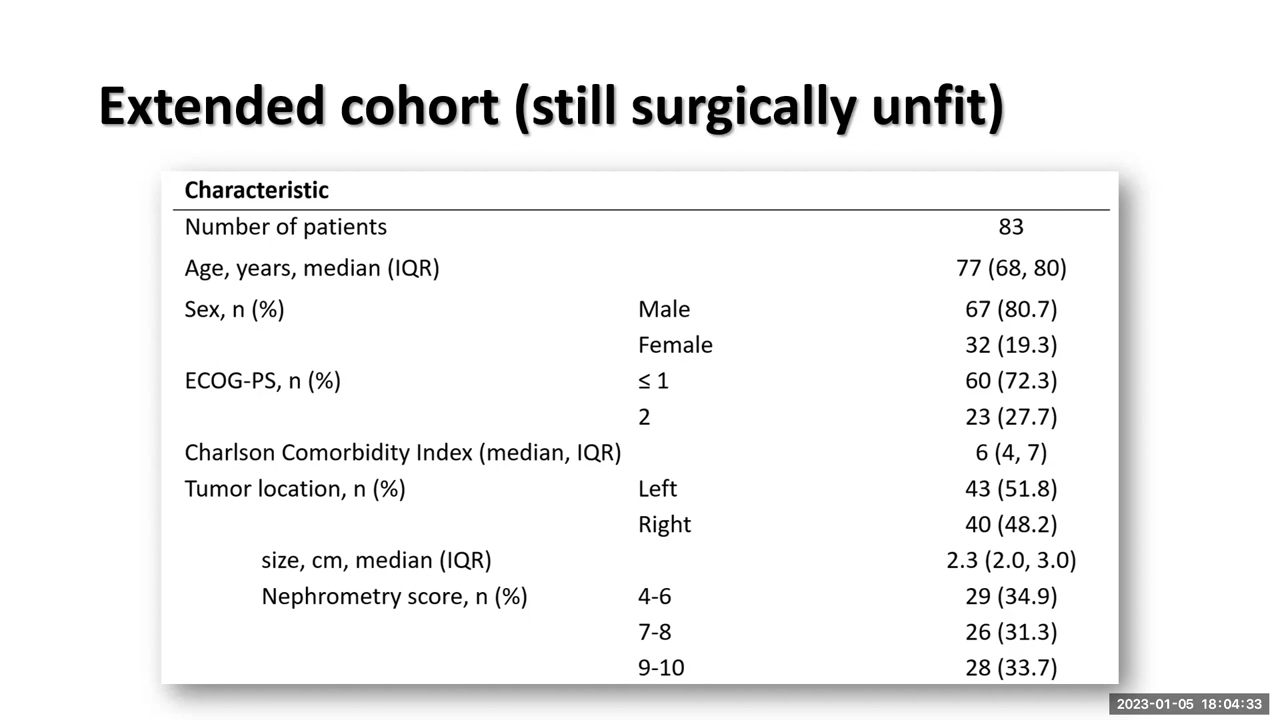 Extended cohort (still surgically unfit)
Characteristic
Number of patients 83
Age, years, median (IQR) 77 (68, 80)
Sex, n (%) Male 67 (80.7)
Female 32 (19.3)
ECOG-PS, n (%) ≤ 1 60 (72.3)
2 23 (27.7)
Charlson Comorbidity Index (median, IQR) 6 (4, 7)
Tumor location, n (%) Left 43 (51.8)
Right 40 (48.2)
size, cm, median (IQR) 2.3 (2.0, 3.0)
Nephrometry score, n (%) 4-6 29 (34.9)
7-8 26 (31.3)
9-10 28 (33.7)
2023-01-05 18:04:33